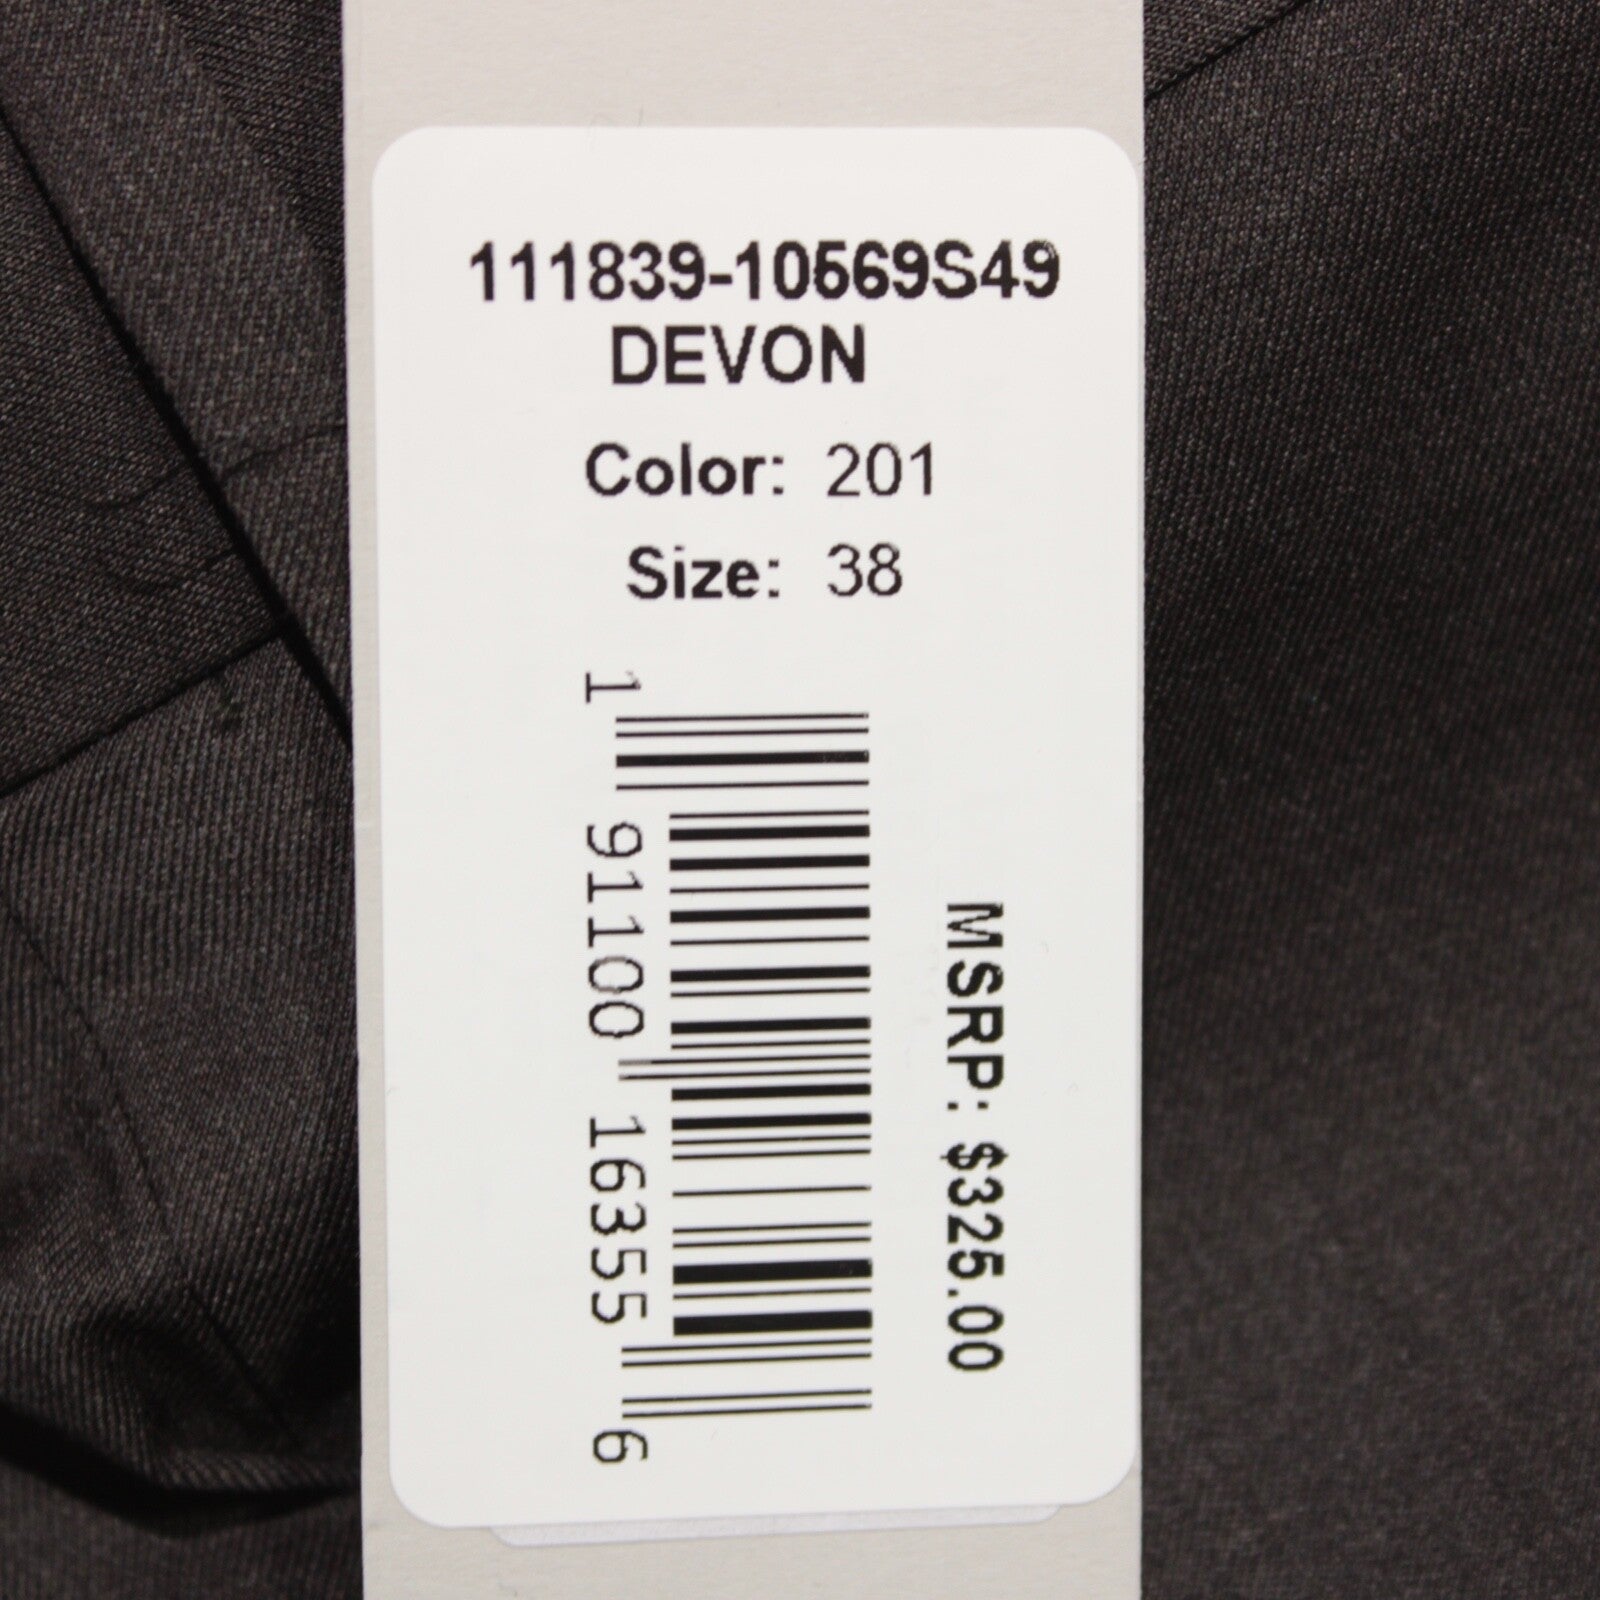 111839-10569S49
DEVON
Color: 201
Size: 38
1 91100 16355 6
MSRP: $325.00